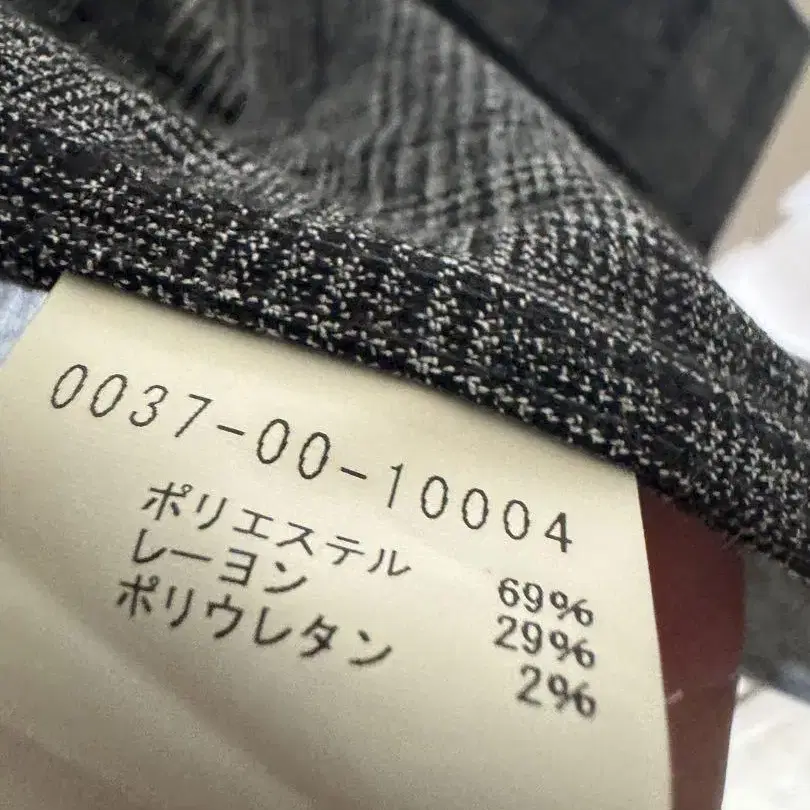 0037-00-10004
ポリエステル 69%
レーヨン 29%
ポリウレタン 2%